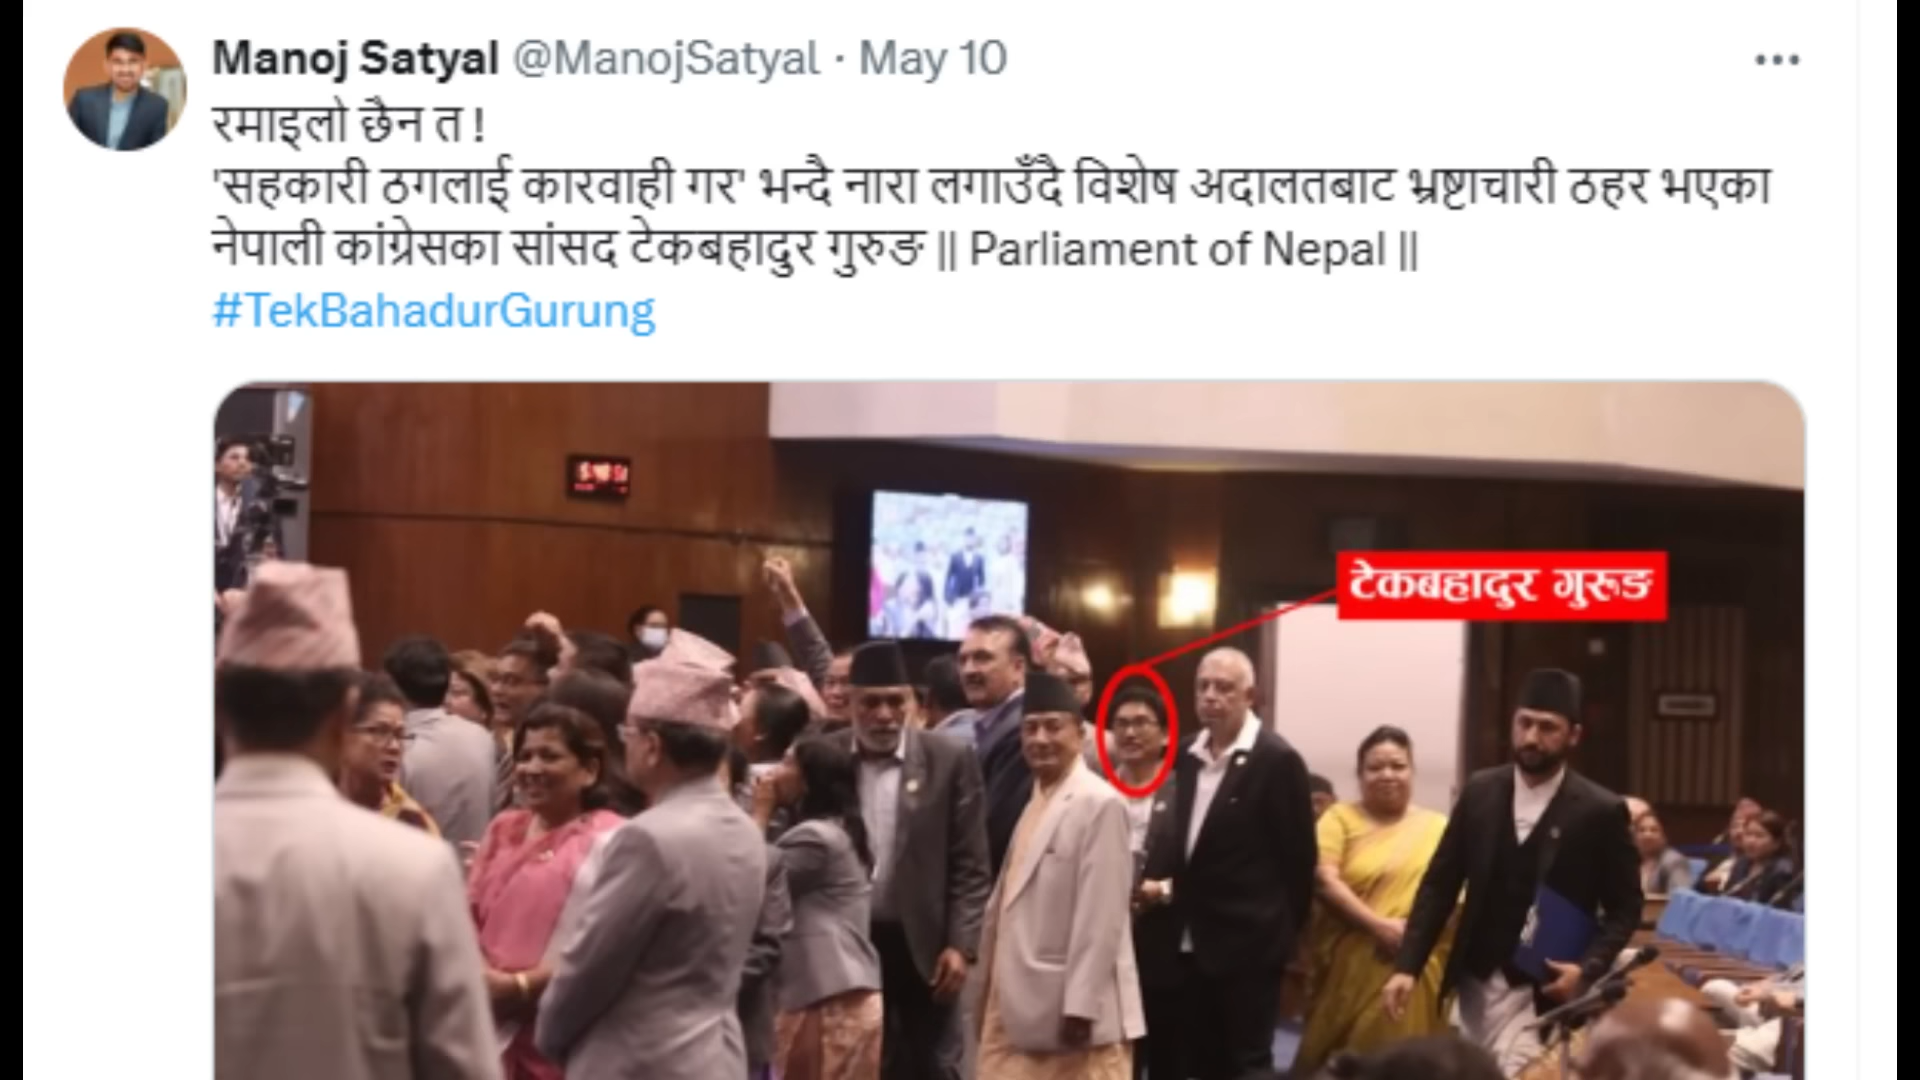 Manoj Satyal @ManojSatyal · May 10
रमाइलो छैन त !
'सहकारी ठगलाई कारवाही गर' भन्दै नारा लगाउँदै विशेष अदालतबाट भ्रष्टाचारी ठहर भएका
नेपाली कांग्रेसका सांसद टेकबहादुर गुरुङ || Parliament of Nepal ||
#TekBahadurGurung
टेकबहादुर गुरुङ